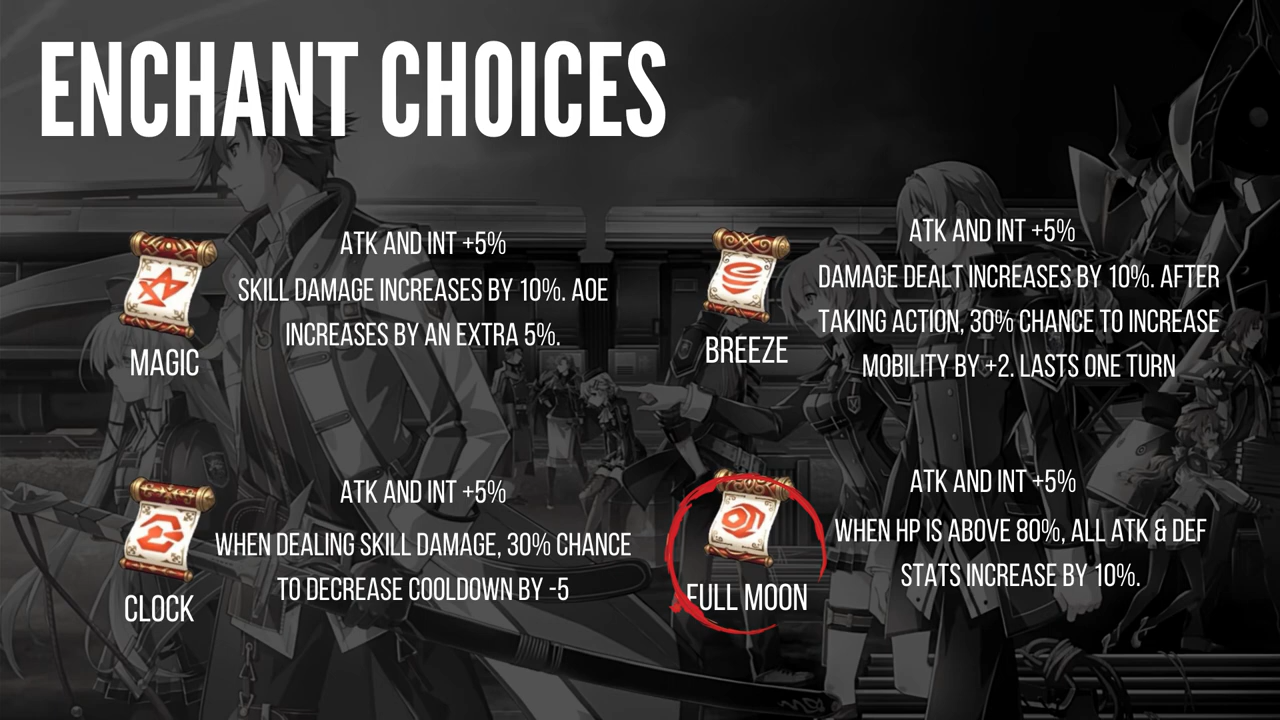 ENCHANT CHOICES
ATK AND INT +5%
SKILL DAMAGE INCREASES BY 10%. AOE
INCREASES BY AN EXTRA 5%.
MAGIC
ATK AND INT +5%
DAMAGE DEALT INCREASES BY 10%. AFTER
TAKING ACTION, 30% CHANCE TO INCREASE
MOBILITY BY +2. LASTS ONE TURN
BREEZE
ATK AND INT +5%
WHEN DEALING SKILL DAMAGE, 30% CHANCE
TO DECREASE COOLDOWN BY -5
CLOCK
ATK AND INT +5%
WHEN HP IS ABOVE 80%, ALL ATK & DEF
STATS INCREASE BY 10%.
FULL MOON